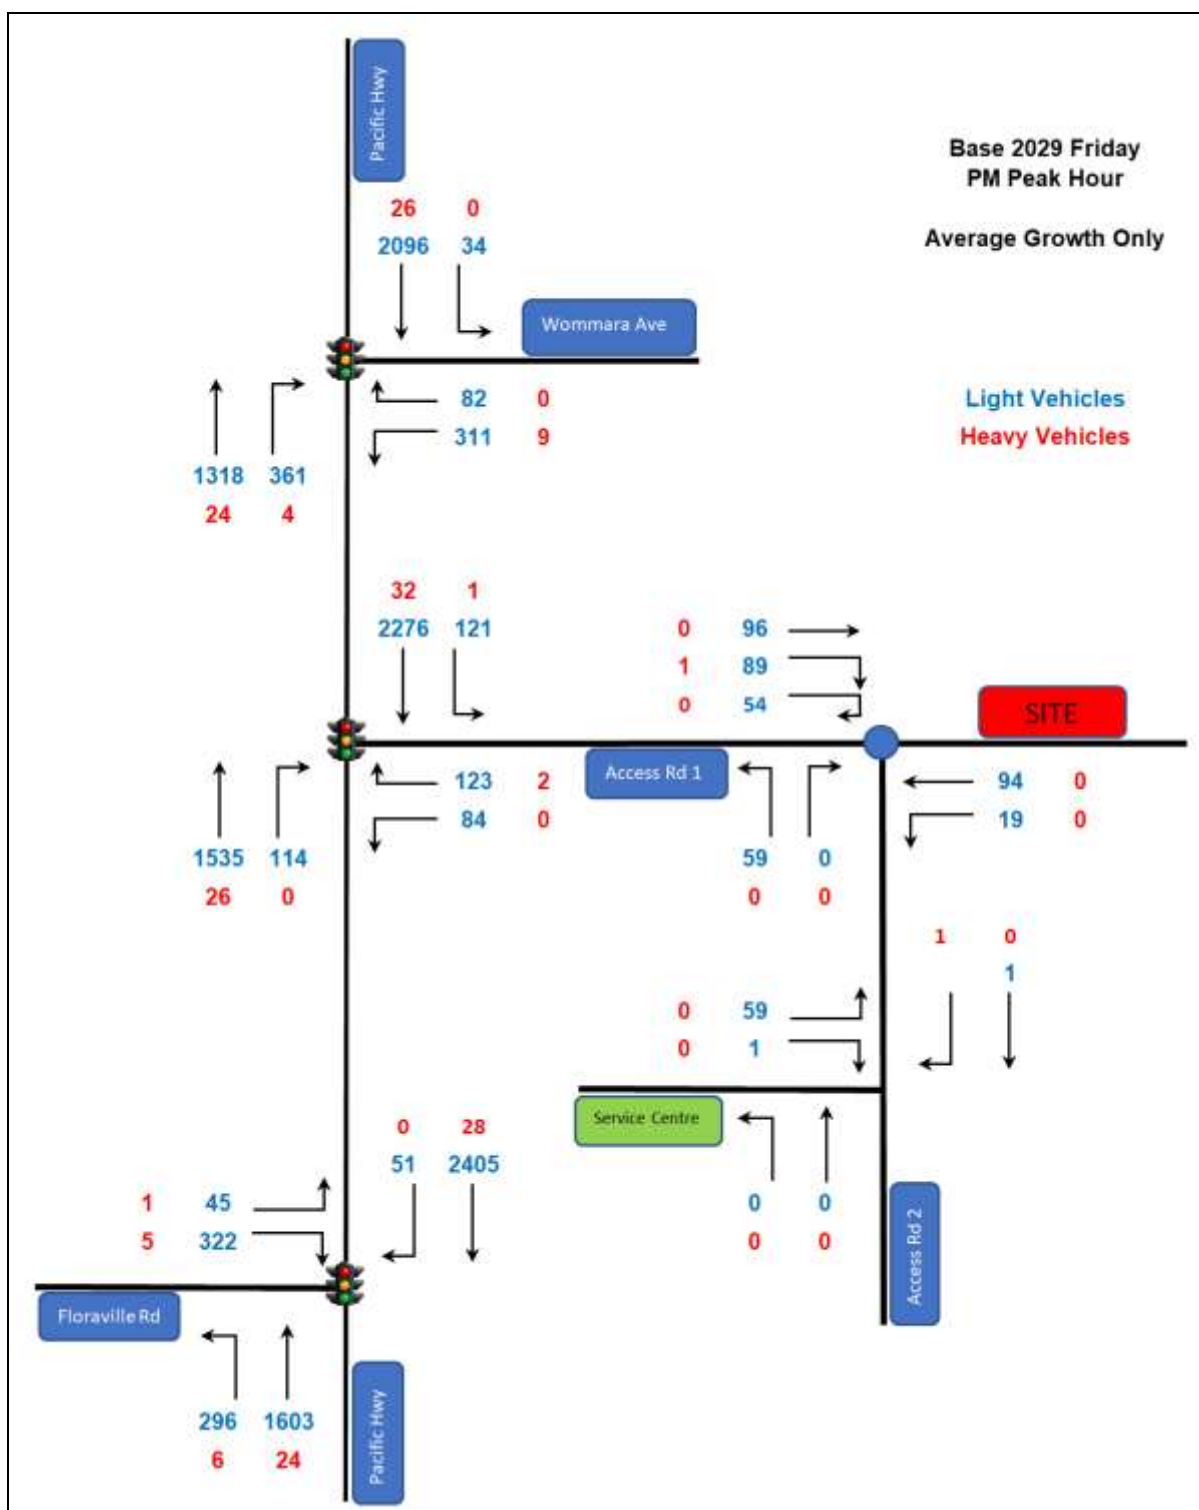 Pacific Hwy
Base 2029 Friday
PM Peak Hour
Average Growth Only
26 0
2096 34
Wommara Ave
82 0
311 9
Light Vehicles
Heavy Vehicles
1318 361
24 4
32 1
2276 121
0 96
1 89
0 54
SITE
Access Rd 1
123 2
84 0
94 0
19 0
1535 114
26 0
59 0
0 0
1 0
1
0 59
0 1
Service Centre
0 28
51 2405
1 45
5 322
0 0
0 0
Access Rd 2
Floraville Rd
Pacific Hwy
296 1603
6 24